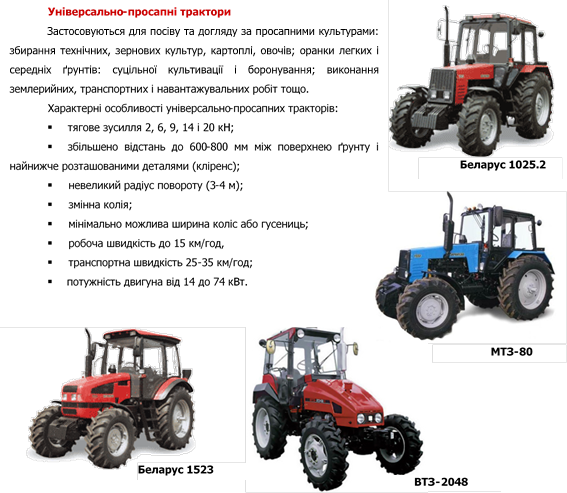 Універсально-просапні трактори
Застосовуються для посіву та догляду за просапними культурами:
збирання технічних, зернових культур, картоплі, овочів; оранки легких і
середніх ґрунтів: суцільної культивації і боронування; виконання
землерийних, транспортних і навантажувальних робіт тощо.
Характерні особливості універсально-просапних тракторів:
▪ тягове зусилля 2, 6, 9, 14 і 20 кН;
▪ збільшено відстань до 600-800 мм між поверхнею ґрунту і
найнижче розташованими деталями (кліренс);
▪ невеликий радіус повороту (3-4 м);
▪ змінна колія;
▪ мінімально можлива ширина коліс або гусениць;
▪ робоча швидкість до 15 км/год,
▪ транспортна швидкість 25-35 км/год;
▪ потужність двигуна від 14 до 74 кВт.
Беларус 1025.2
МТЗ-80
Беларус 1523
ВТЗ-2048